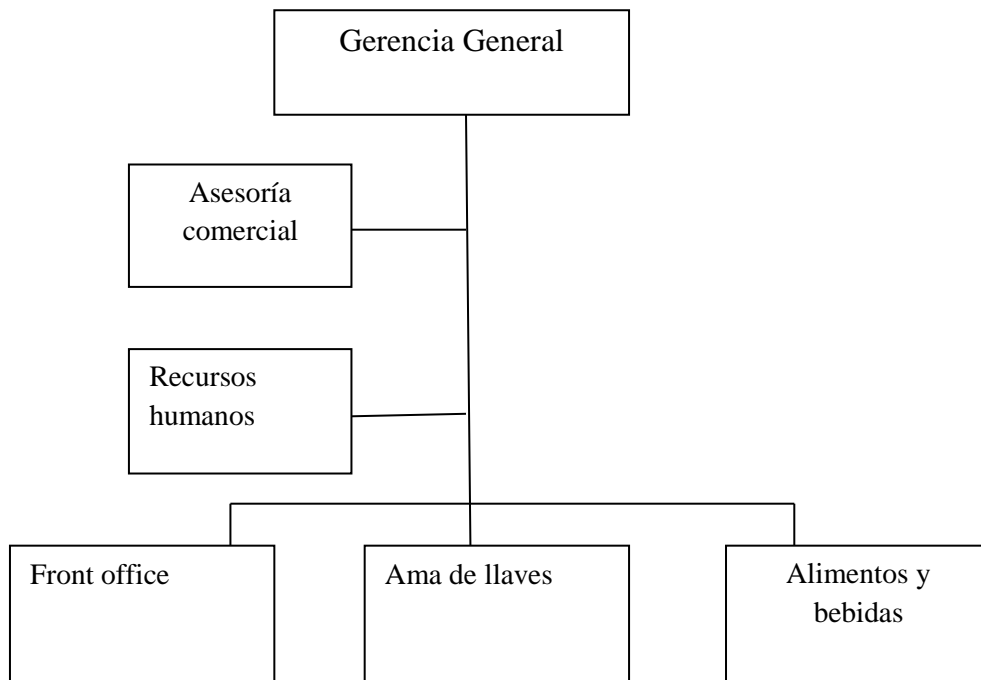 Gerencia General
Asesoría
comercial
Recursos
humanos
Front office
Ama de llaves
Alimentos y
bebidas